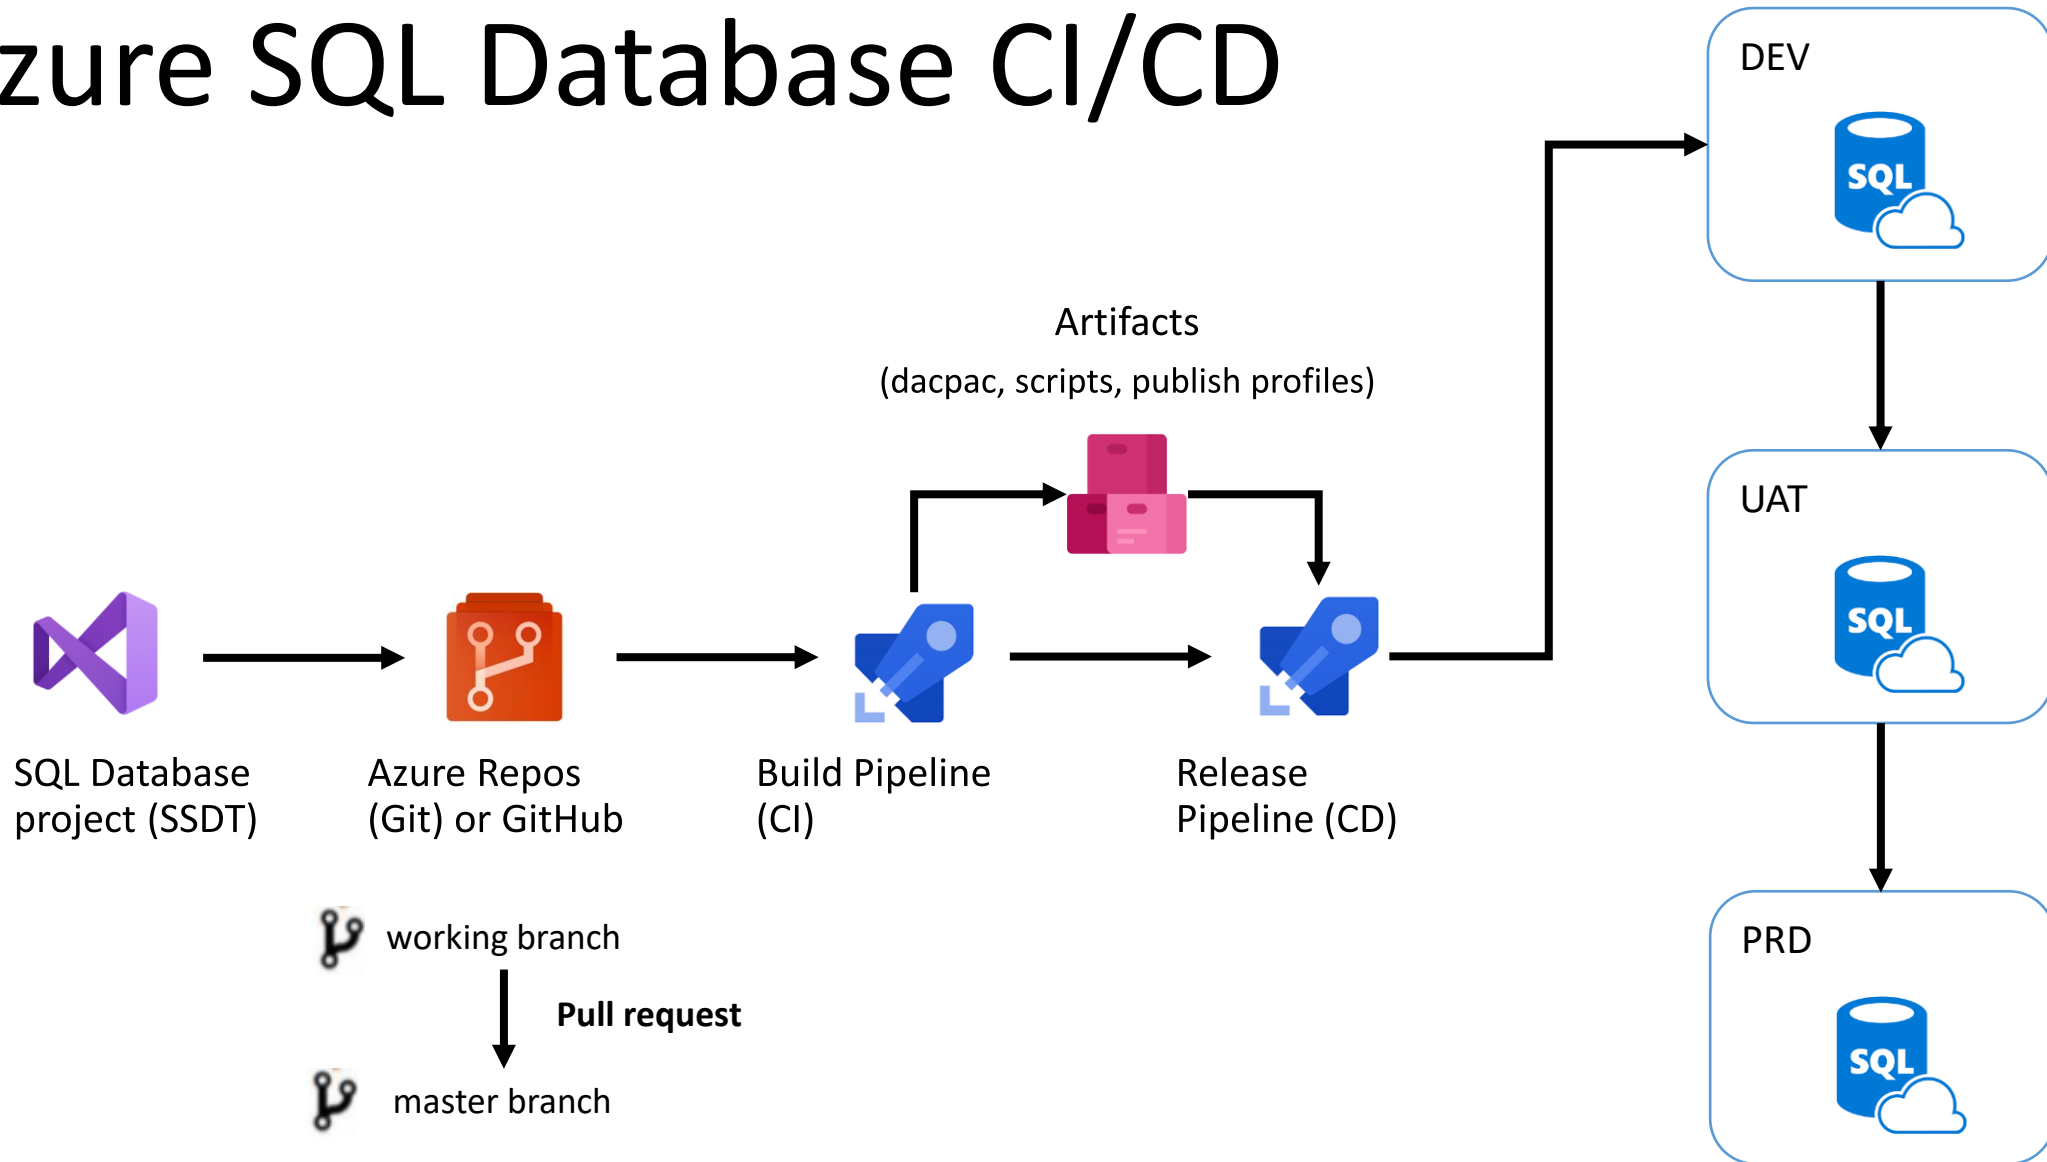 zure SQL Database CI/CD
DEV
SQL
Artifacts
(dacpac, scripts, publish profiles)
UAT
SQL
SQL Database
project (SSDT)
Azure Repos
(Git) or GitHub
Build Pipeline
(CI)
Release
Pipeline (CD)
working branch
Pull request
master branch
PRD
SQL